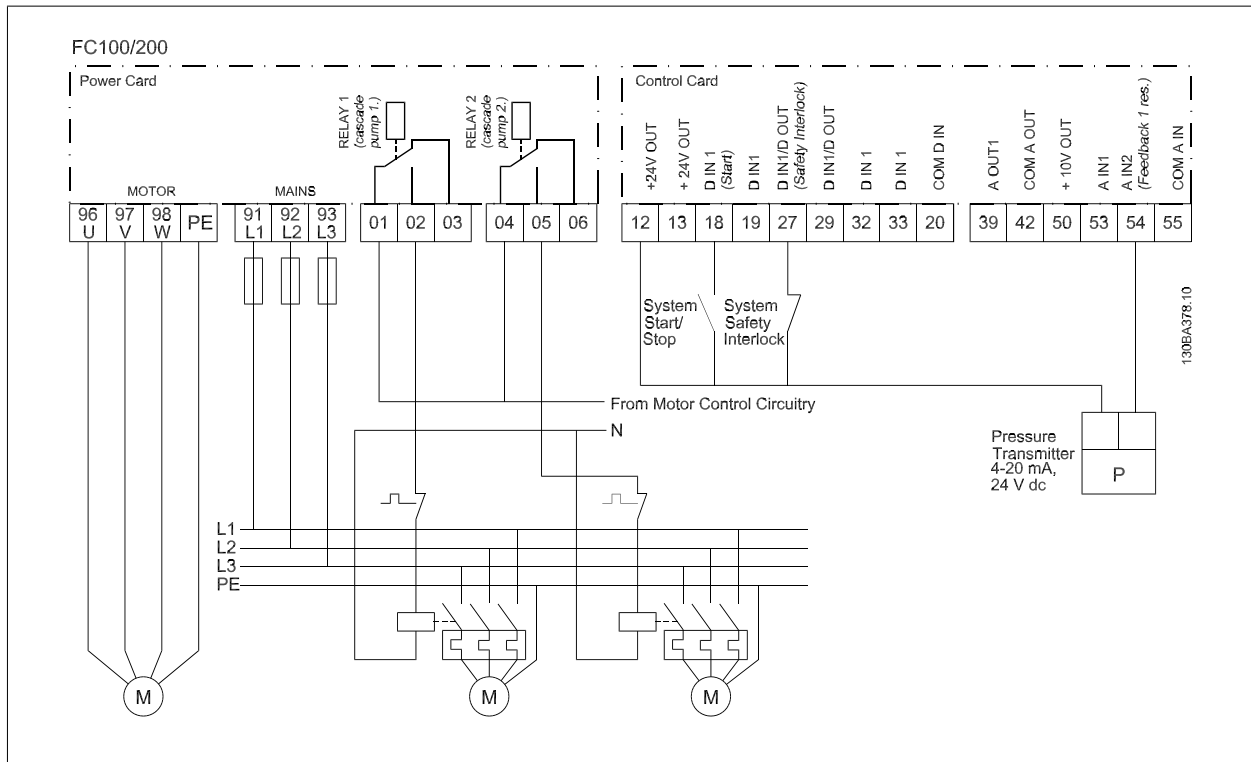 FC100/200
Power Card
Control Card
RELAY 1
(cascade
pump 1.)
RELAY 2
(cascade
pump 2.)
+24V OUT
+ 24V OUT
D IN 1
(Start)
D IN1
D IN1/D OUT
(Safety Interlock)
D IN1/D OUT
D IN 1
D IN 1
COM D IN
A OUT1
COM A OUT
+ 10V OUT
A IN1
A IN2
(Feedback 1 res.)
COM A IN
MOTOR
MAINS
96 97 98 PE
U V W
91 92 93
L1 L2 L3
01 02 03
04 05 06
12 13 18 19 27 29 32 33 20
39 42 50 53 54 55
System
Start/
Stop
System
Safety
Interlock
130BA378.10
From Motor Control Circuitry
N
Pressure
Transmitter
4-20 mA,
24 V dc
P
L1
L2
L3
PE
M
M
M